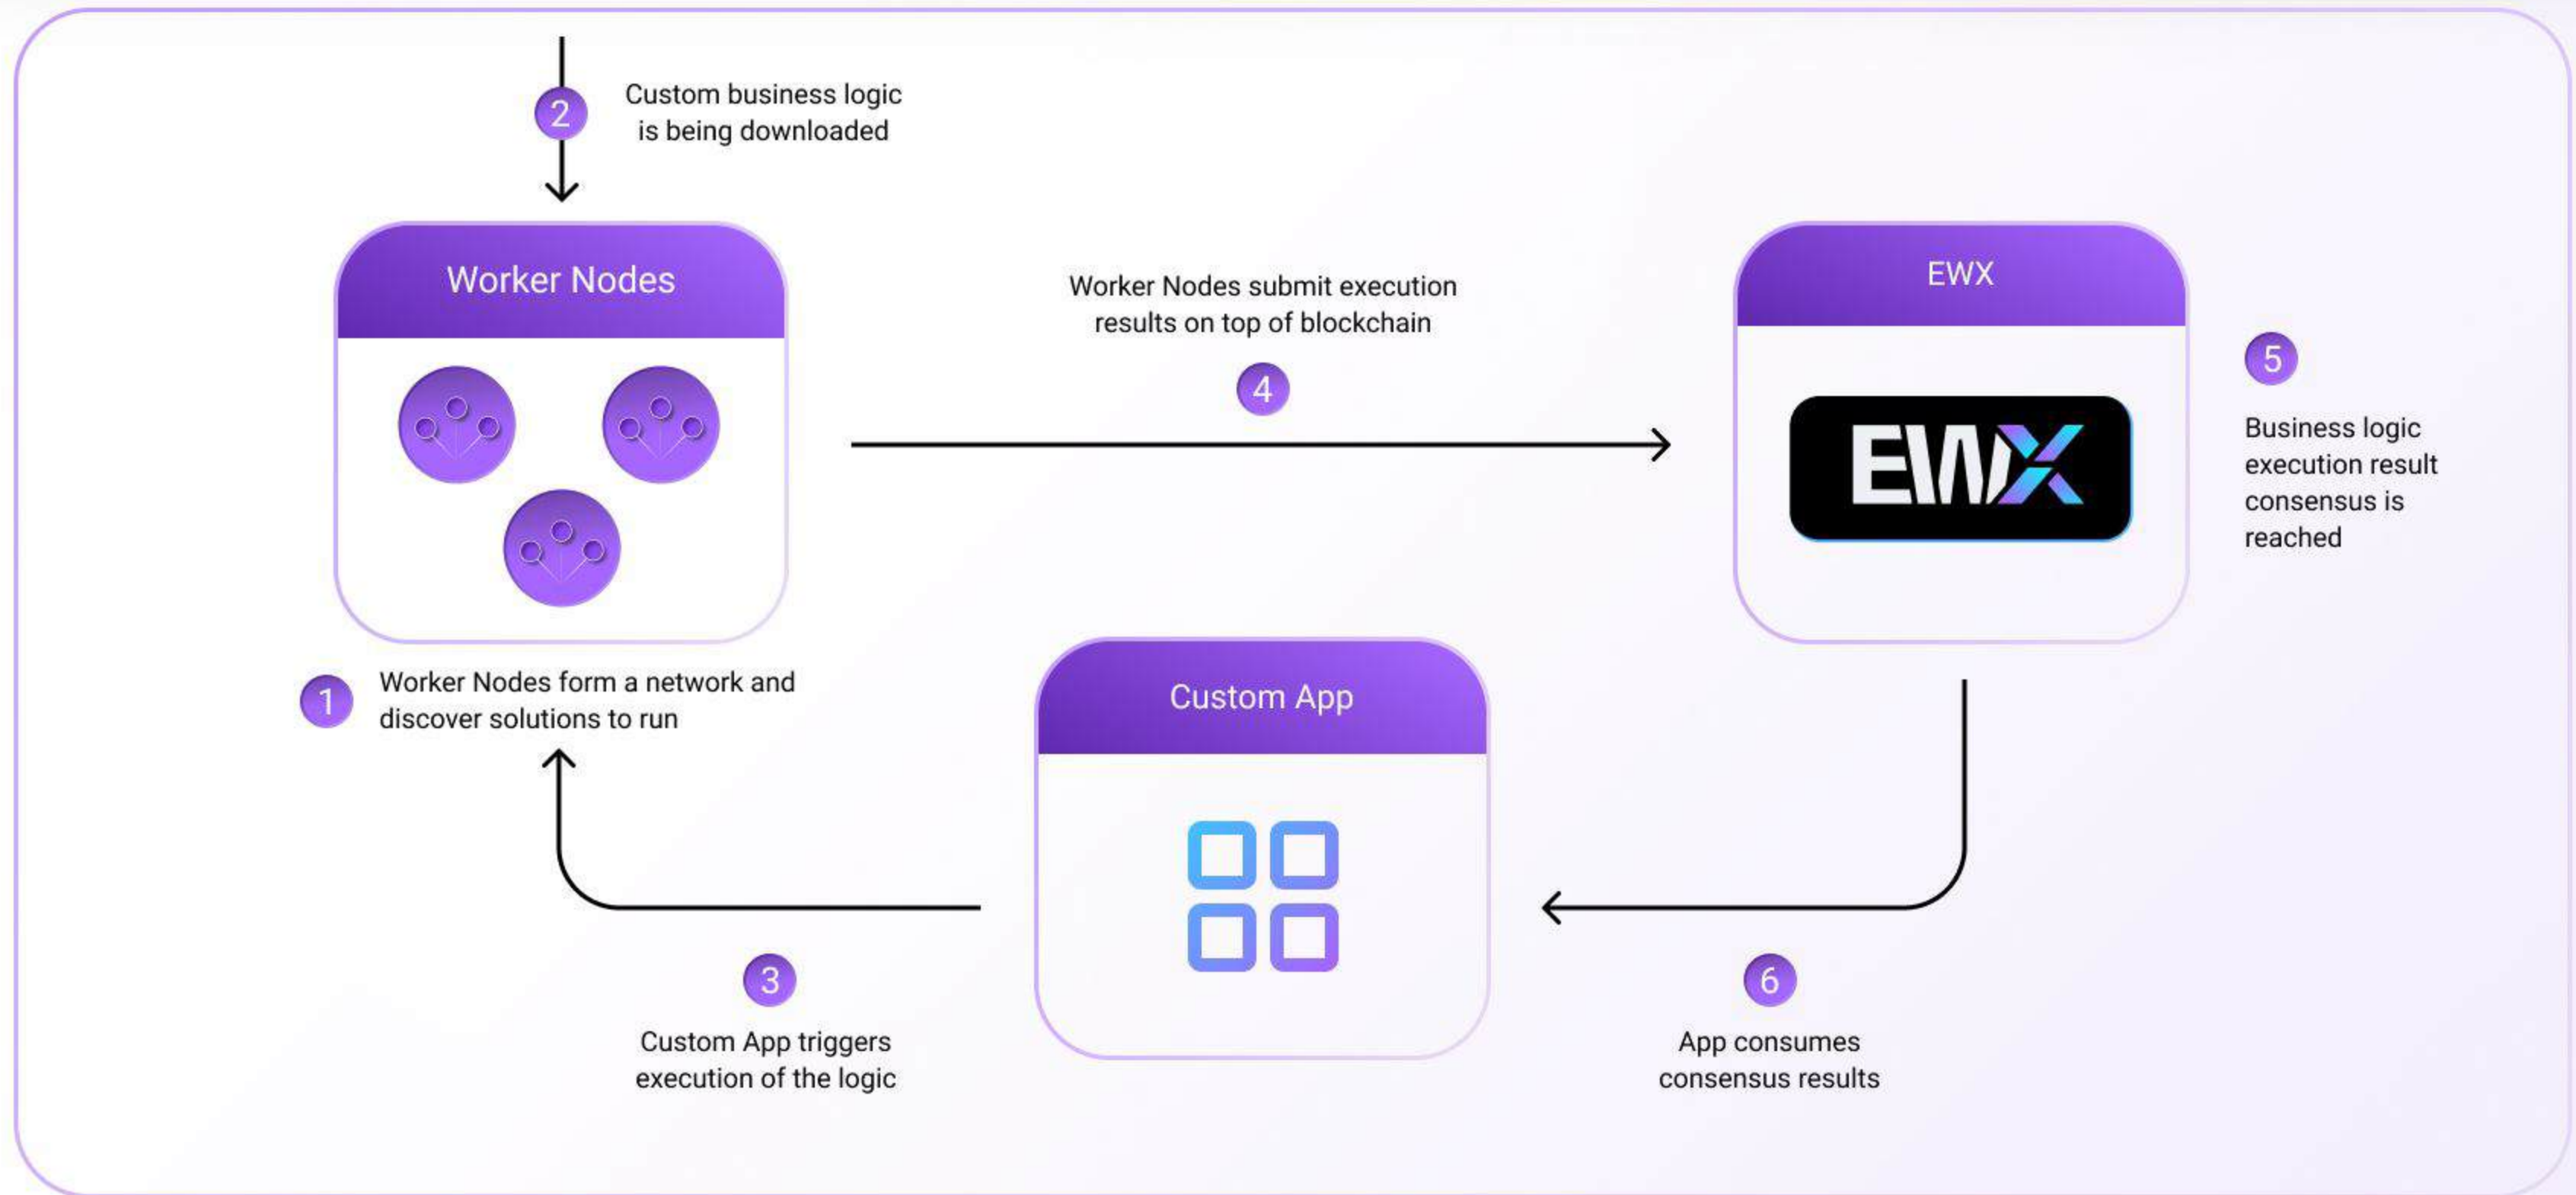 2
Custom business logic
is being downloaded
Worker Nodes
1
Worker Nodes form a network and
discover solutions to run
Worker Nodes submit execution
results on top of blockchain
4
EWX
EWX
5
Business logic
execution result
consensus is
reached
Custom App
3
Custom App triggers
execution of the logic
6
App consumes
consensus results